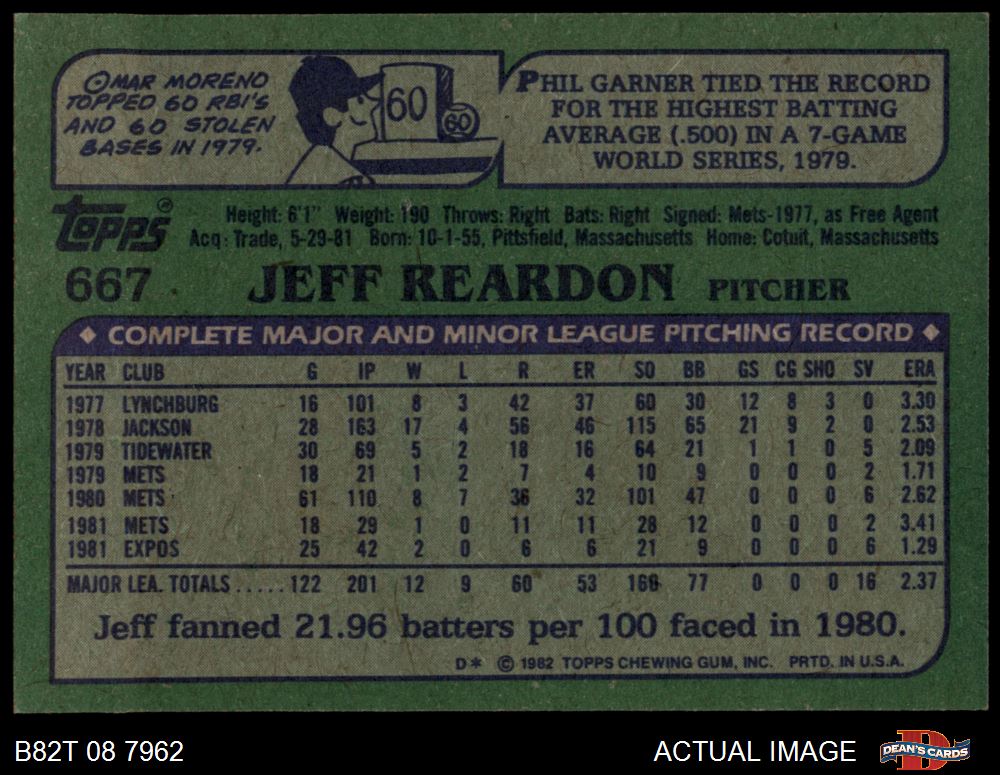 OMAR MORENO
TOPPED 60 RBI'S
AND 60 STOLEN
BASES IN 1979.
60
60
PHIL GARNER TIED THE RECORD
FOR THE HIGHEST BATTING
AVERAGE (.500) IN A 7-GAME
WORLD SERIES, 1979.
TOPPS
Height: 6'1" Weight: 190 Throws: Right Bats: Right Signed: Mets-1977, as Free Agent
Acq: Trade, 5-29-81 Born: 10-1-55, Pittsfield, Massachusetts Home: Cotuit, Massachusetts
667 JEFF REARDON PITCHER
◆ COMPLETE MAJOR AND MINOR LEAGUE PITCHING RECORD ◆
YEAR CLUB G IP W L R ER SO BB GS CG SHO SV ERA
1977 LYNCHBURG 16 101 8 3 42 37 60 30 12 8 3 0 3.30
1978 JACKSON 28 163 17 4 56 46 115 65 21 9 2 0 2.53
1979 TIDEWATER 30 69 5 2 18 16 64 21 1 1 0 5 2.09
1979 METS 18 21 1 2 7 4 10 9 0 0 0 2 1.71
1980 METS 61 110 8 7 36 32 101 47 0 0 0 6 2.62
1981 METS 18 29 1 0 11 11 28 12 0 0 0 2 3.41
1981 EXPOS 25 42 2 0 6 6 21 9 0 0 0 6 1.29
MAJOR LEA. TOTALS ..... 122 201 12 9 60 53 160 77 0 0 0 16 2.37
Jeff fanned 21.96 batters per 100 faced in 1980.
D* © 1982 TOPPS CHEWING GUM, INC. PRTD. IN U.S.A.
B82T 08 7962 ACTUAL IMAGE DEAN'S CARDS